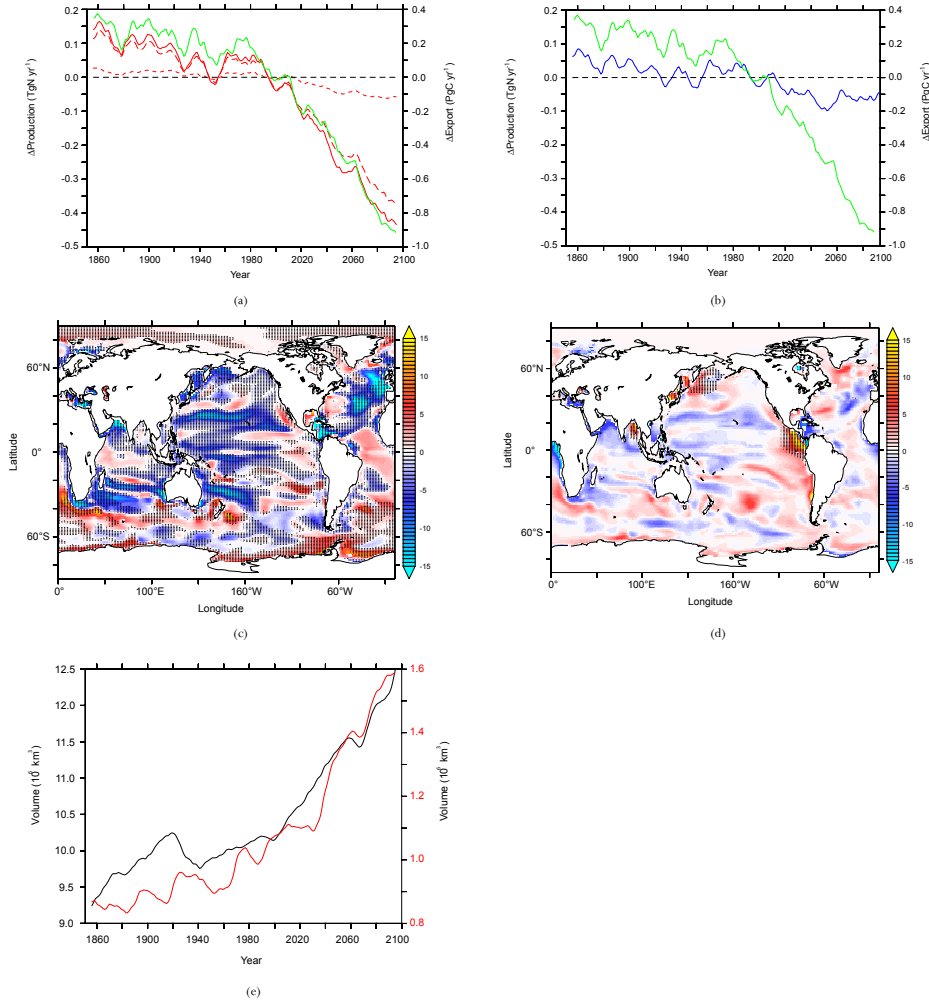 0.2
0.1
0.0
-0.1
-0.2
-0.3
-0.4
-0.5
ΔProduction (TgN yr⁻¹)
0.4
0.2
0.0
-0.2
-0.4
-0.6
-0.8
-1.0
ΔExport (PgC yr⁻¹)
1860 1900 1940 1980 2020 2060 2100
Year
(a)
0.2
0.1
0.0
-0.1
-0.2
-0.3
-0.4
-0.5
ΔProduction (TgN yr⁻¹)
0.4
0.2
0.0
-0.2
-0.4
-0.6
-0.8
-1.0
ΔExport (PgC yr⁻¹)
1860 1900 1940 1980 2020 2060 2100
Year
(b)
60°N
0°
60°S
Latitude
15
10
5
0
-5
-10
-15
0° 100°E 160°W 60°W
Longitude
(c)
60°N
0°
60°S
Latitude
15
10
5
0
-5
-10
-15
0° 100°E 160°W 60°W
Longitude
(d)
12.5
12.0
11.5
11.0
10.5
10.0
9.5
9.0
Volume (10⁶ km³)
1.6
1.4
1.2
1.0
0.8
Volume (10⁶ km³)
1860 1900 1940 1980 2020 2060 2100
Year
(e)